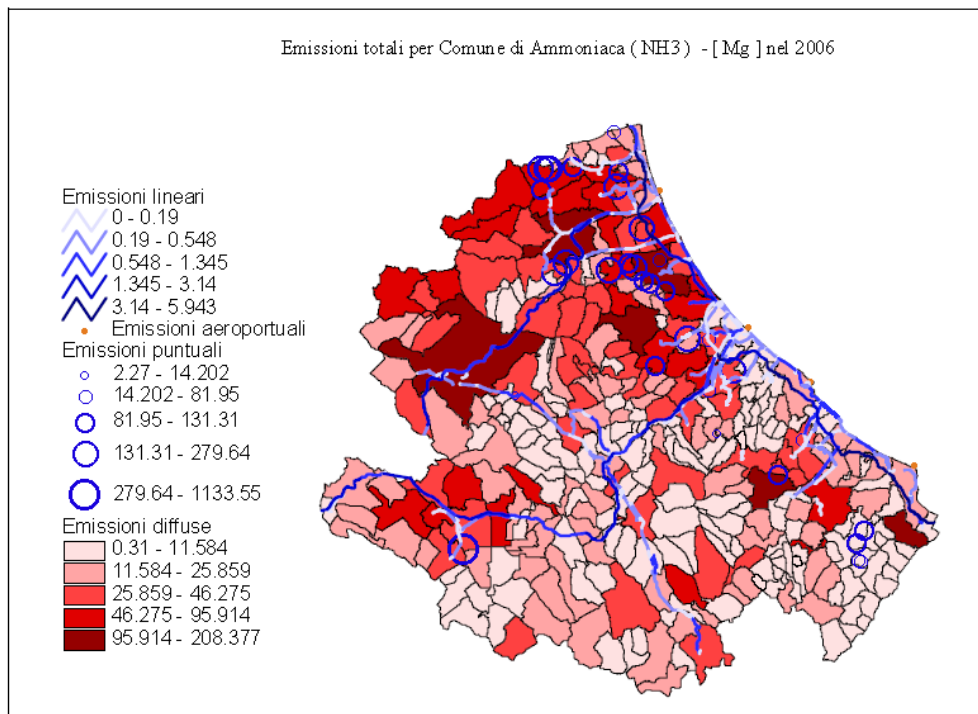 Emissioni totali per Comune di Ammoniaca ( NH3 ) - [ Mg ] nel 2006
Emissioni lineari
0 - 0.19
0.19 - 0.548
0.548 - 1.345
1.345 - 3.14
3.14 - 5.943
Emissioni aeroportuali
Emissioni puntuali
2.27 - 14.202
14.202 - 81.95
81.95 - 131.31
131.31 - 279.64
279.64 - 1133.55
Emissioni diffuse
0.31 - 11.584
11.584 - 25.859
25.859 - 46.275
46.275 - 95.914
95.914 - 208.377